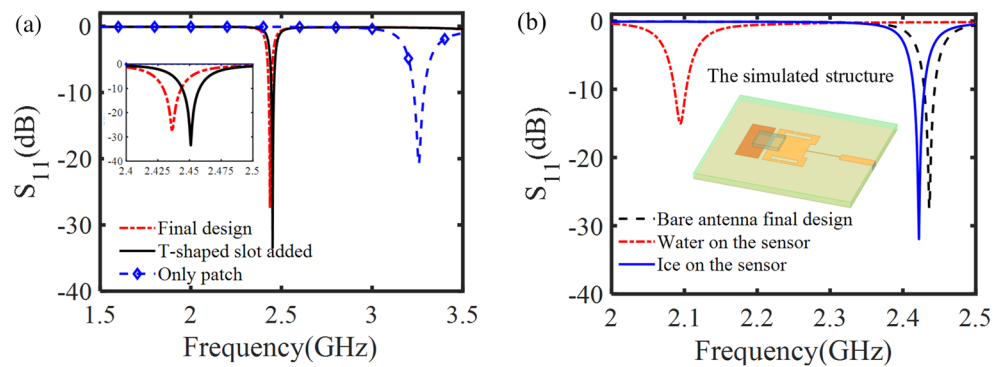 (a)
0
-10
-20
-30
-40
S11(dB)
0
-10
-20
-30
-40
2.4
2.425
2.45
2.475
2.5
Final design
T-shaped slot added
Only patch
1.5
2
2.5
3
3.5
Frequency(GHz)
(b)
0
-10
-20
-30
-40
S11(dB)
The simulated structure
Bare antenna final design
Water on the sensor
Ice on the sensor
2
2.1
2.2
2.3
2.4
2.5
Frequency(GHz)